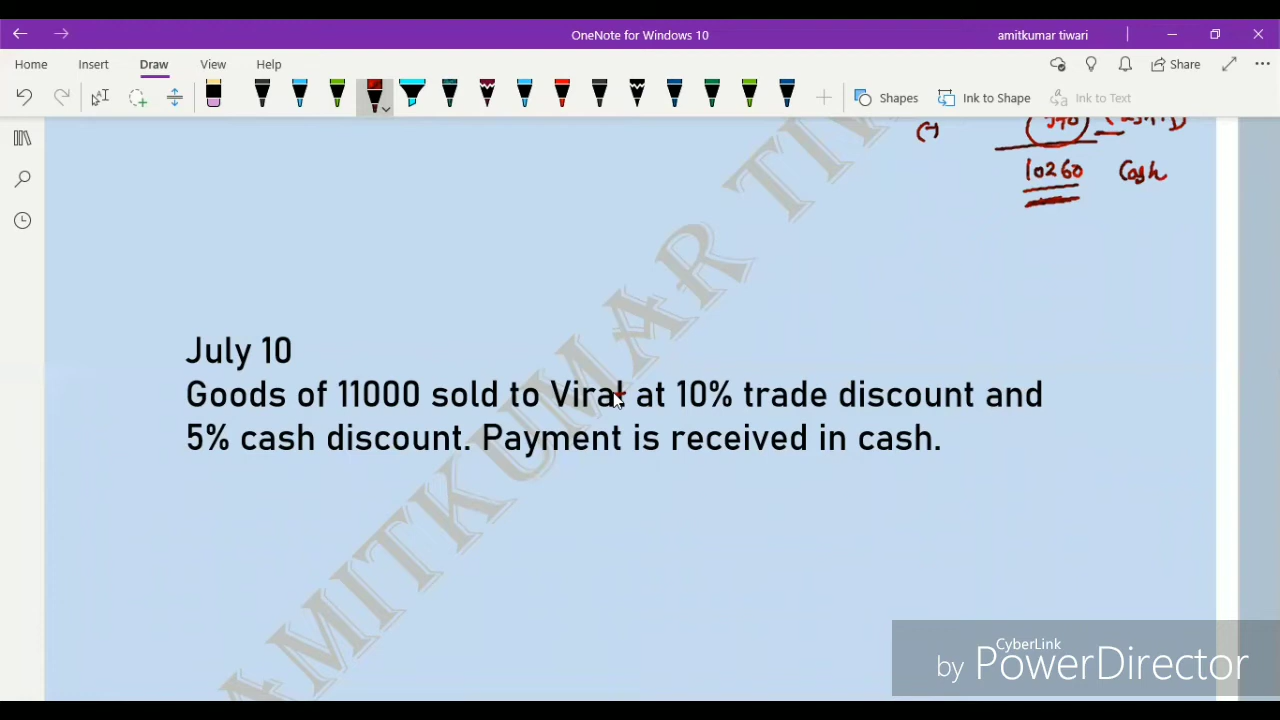 OneNote for Windows 10
amitkumar tiwari
Home Insert Draw View Help
Share
Shapes
Ink to Shape
Ink to Text
10260 Cash
July 10
Goods of 11000 sold to Viral at 10% trade discount and
5% cash discount. Payment is received in cash.
AMITKUMAR TIW
CyberLink
by PowerDirector